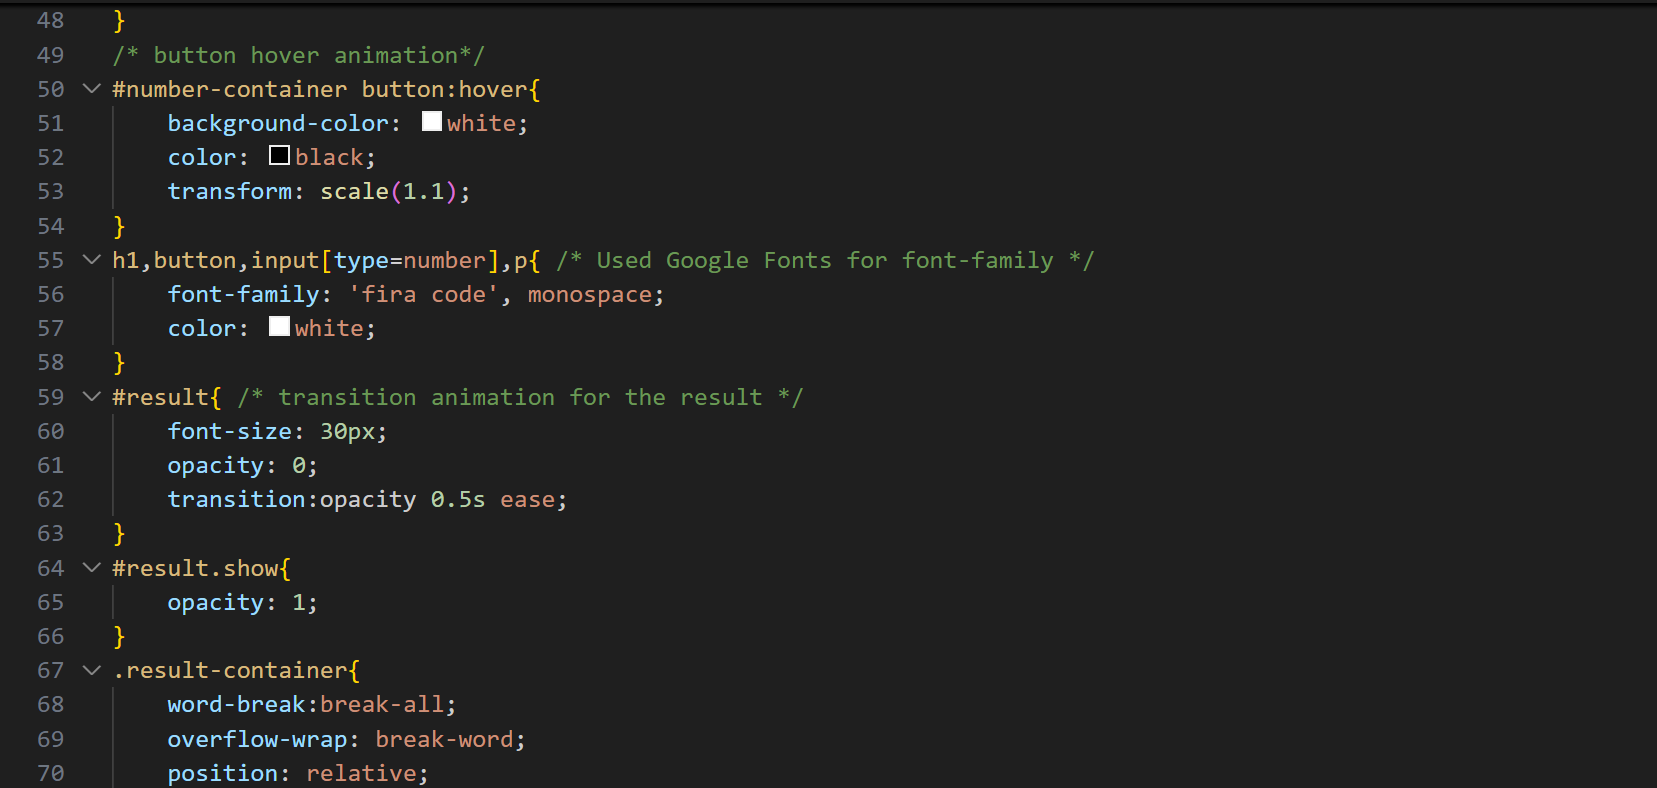 48 }
49 /* button hover animation*/
50 #number-container button:hover{
51     background-color: white;
52     color: black;
53     transform: scale(1.1);
54 }
55 h1,button,input[type=number],p{ /* Used Google Fonts for font-family */
56     font-family: 'fira code', monospace;
57     color: white;
58 }
59 #result{ /* transition animation for the result */
60     font-size: 30px;
61     opacity: 0;
62     transition:opacity 0.5s ease;
63 }
64 #result.show{
65     opacity: 1;
66 }
67 .result-container{
68     word-break:break-all;
69     overflow-wrap: break-word;
70     position: relative;